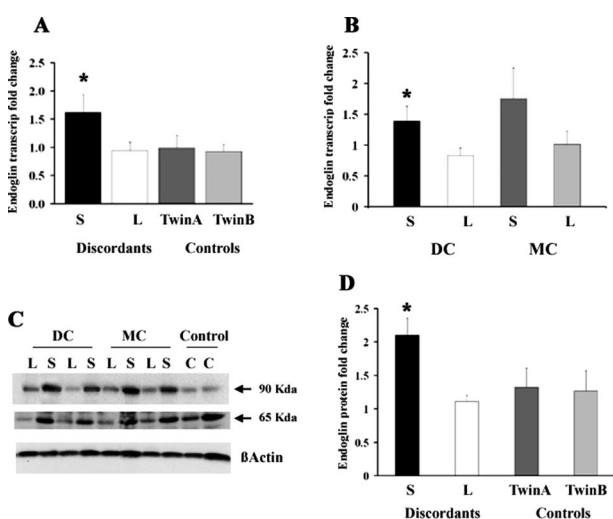 A
Endoglin transcrip fold change
2.5
2.0
1.5
1.0
0.5
0.0
*
S L TwinA TwinB
Discordants Controls
B
Endoglin transcrip fold change
2.5
2
1.5
1
0.5
0
*
S L S L
DC MC
C
DC MC Control
L S L S L S L S C C
90 Kda
65 Kda
ßActin
D
Endoglin protein fold change
2.5
2
1.5
1
0.5
0
*
S L TwinA TwinB
Discordants Controls